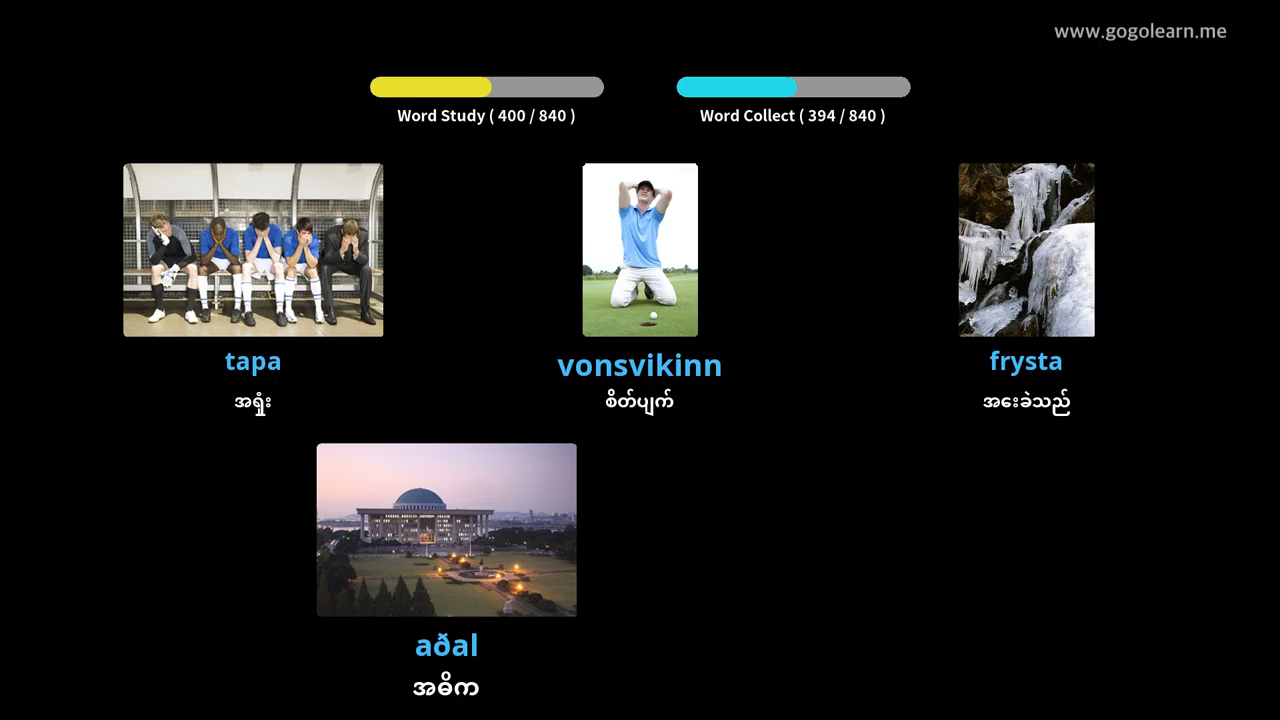 www.gogolearn.me
Word Study ( 400 / 840 )
Word Collect ( 394 / 840 )
tapa
vonsvikinn
frysta
အရှုံး
စိတ်ပျက်
အေးခဲသည်
aðal
အဓိက